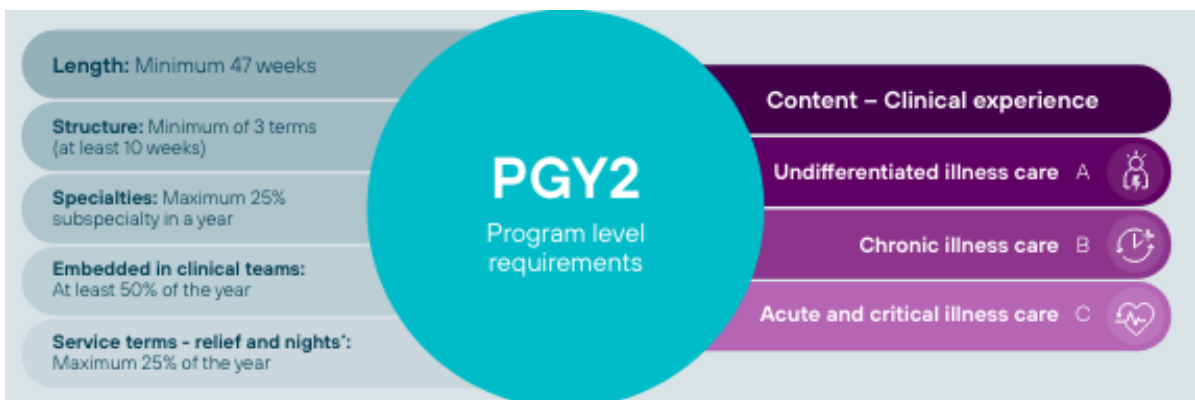 Length: Minimum 47 weeks
Structure: Minimum of 3 terms
(at least 10 weeks)
Specialties: Maximum 25%
subspecialty in a year
Embedded in clinical teams:
At least 50% of the year
Service terms - relief and nights*:
Maximum 25% of the year
PGY2
Program level
requirements
Content – Clinical experience
Undifferentiated illness care A
Chronic illness care B
Acute and critical illness care C